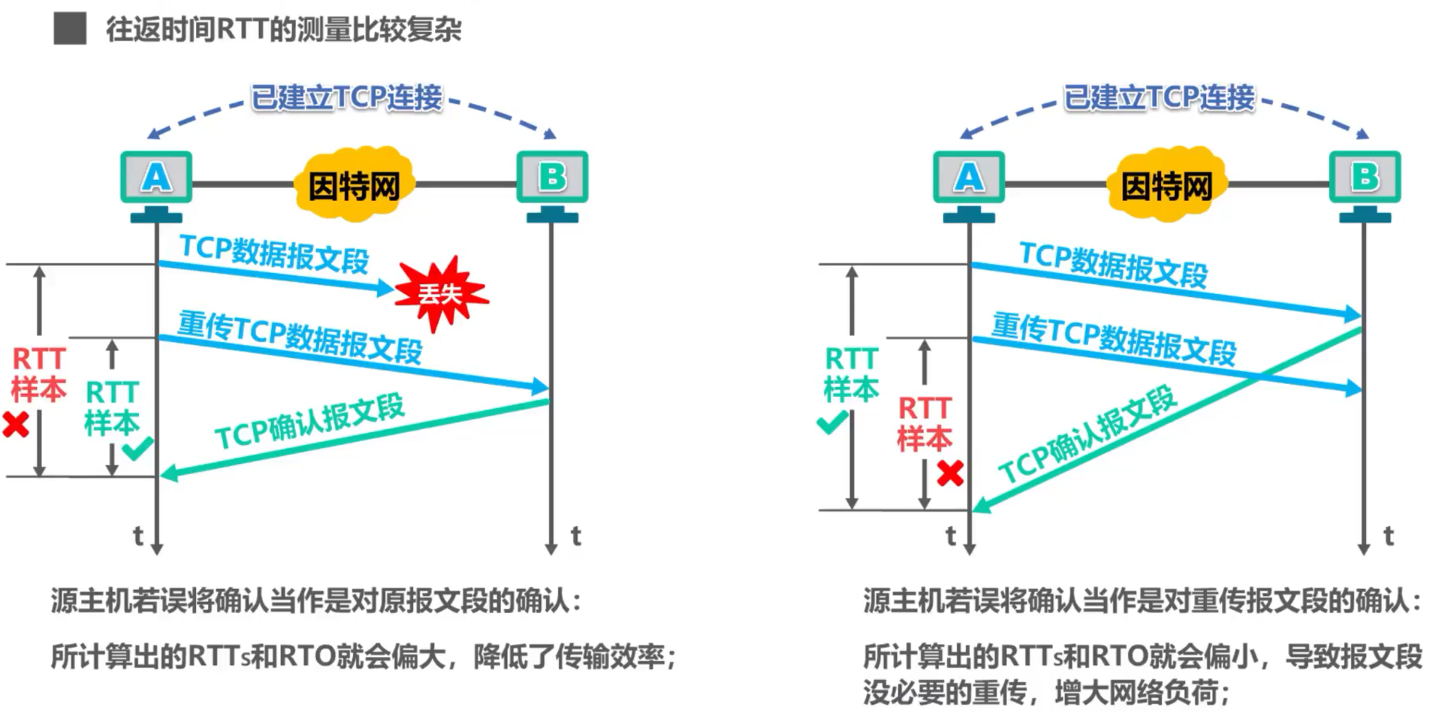 往返时间RTT的测量比较复杂
已建立TCP连接
A
因特网
B
TCP数据报文段
丢失
重传TCP数据报文段
RTT
样本
RTT
样本
TCP确认报文段
t
t
源主机若误将确认当作是对原报文段的确认：
所计算出的RTTs和RTO就会偏大，降低了传输效率；
已建立TCP连接
A
因特网
B
TCP数据报文段
重传TCP数据报文段
RTT
样本
RTT
样本
TCP确认报文段
t
t
源主机若误将确认当作是对重传报文段的确认：
所计算出的RTTs和RTO就会偏小，导致报文段
没必要的重传，增大网络负荷；